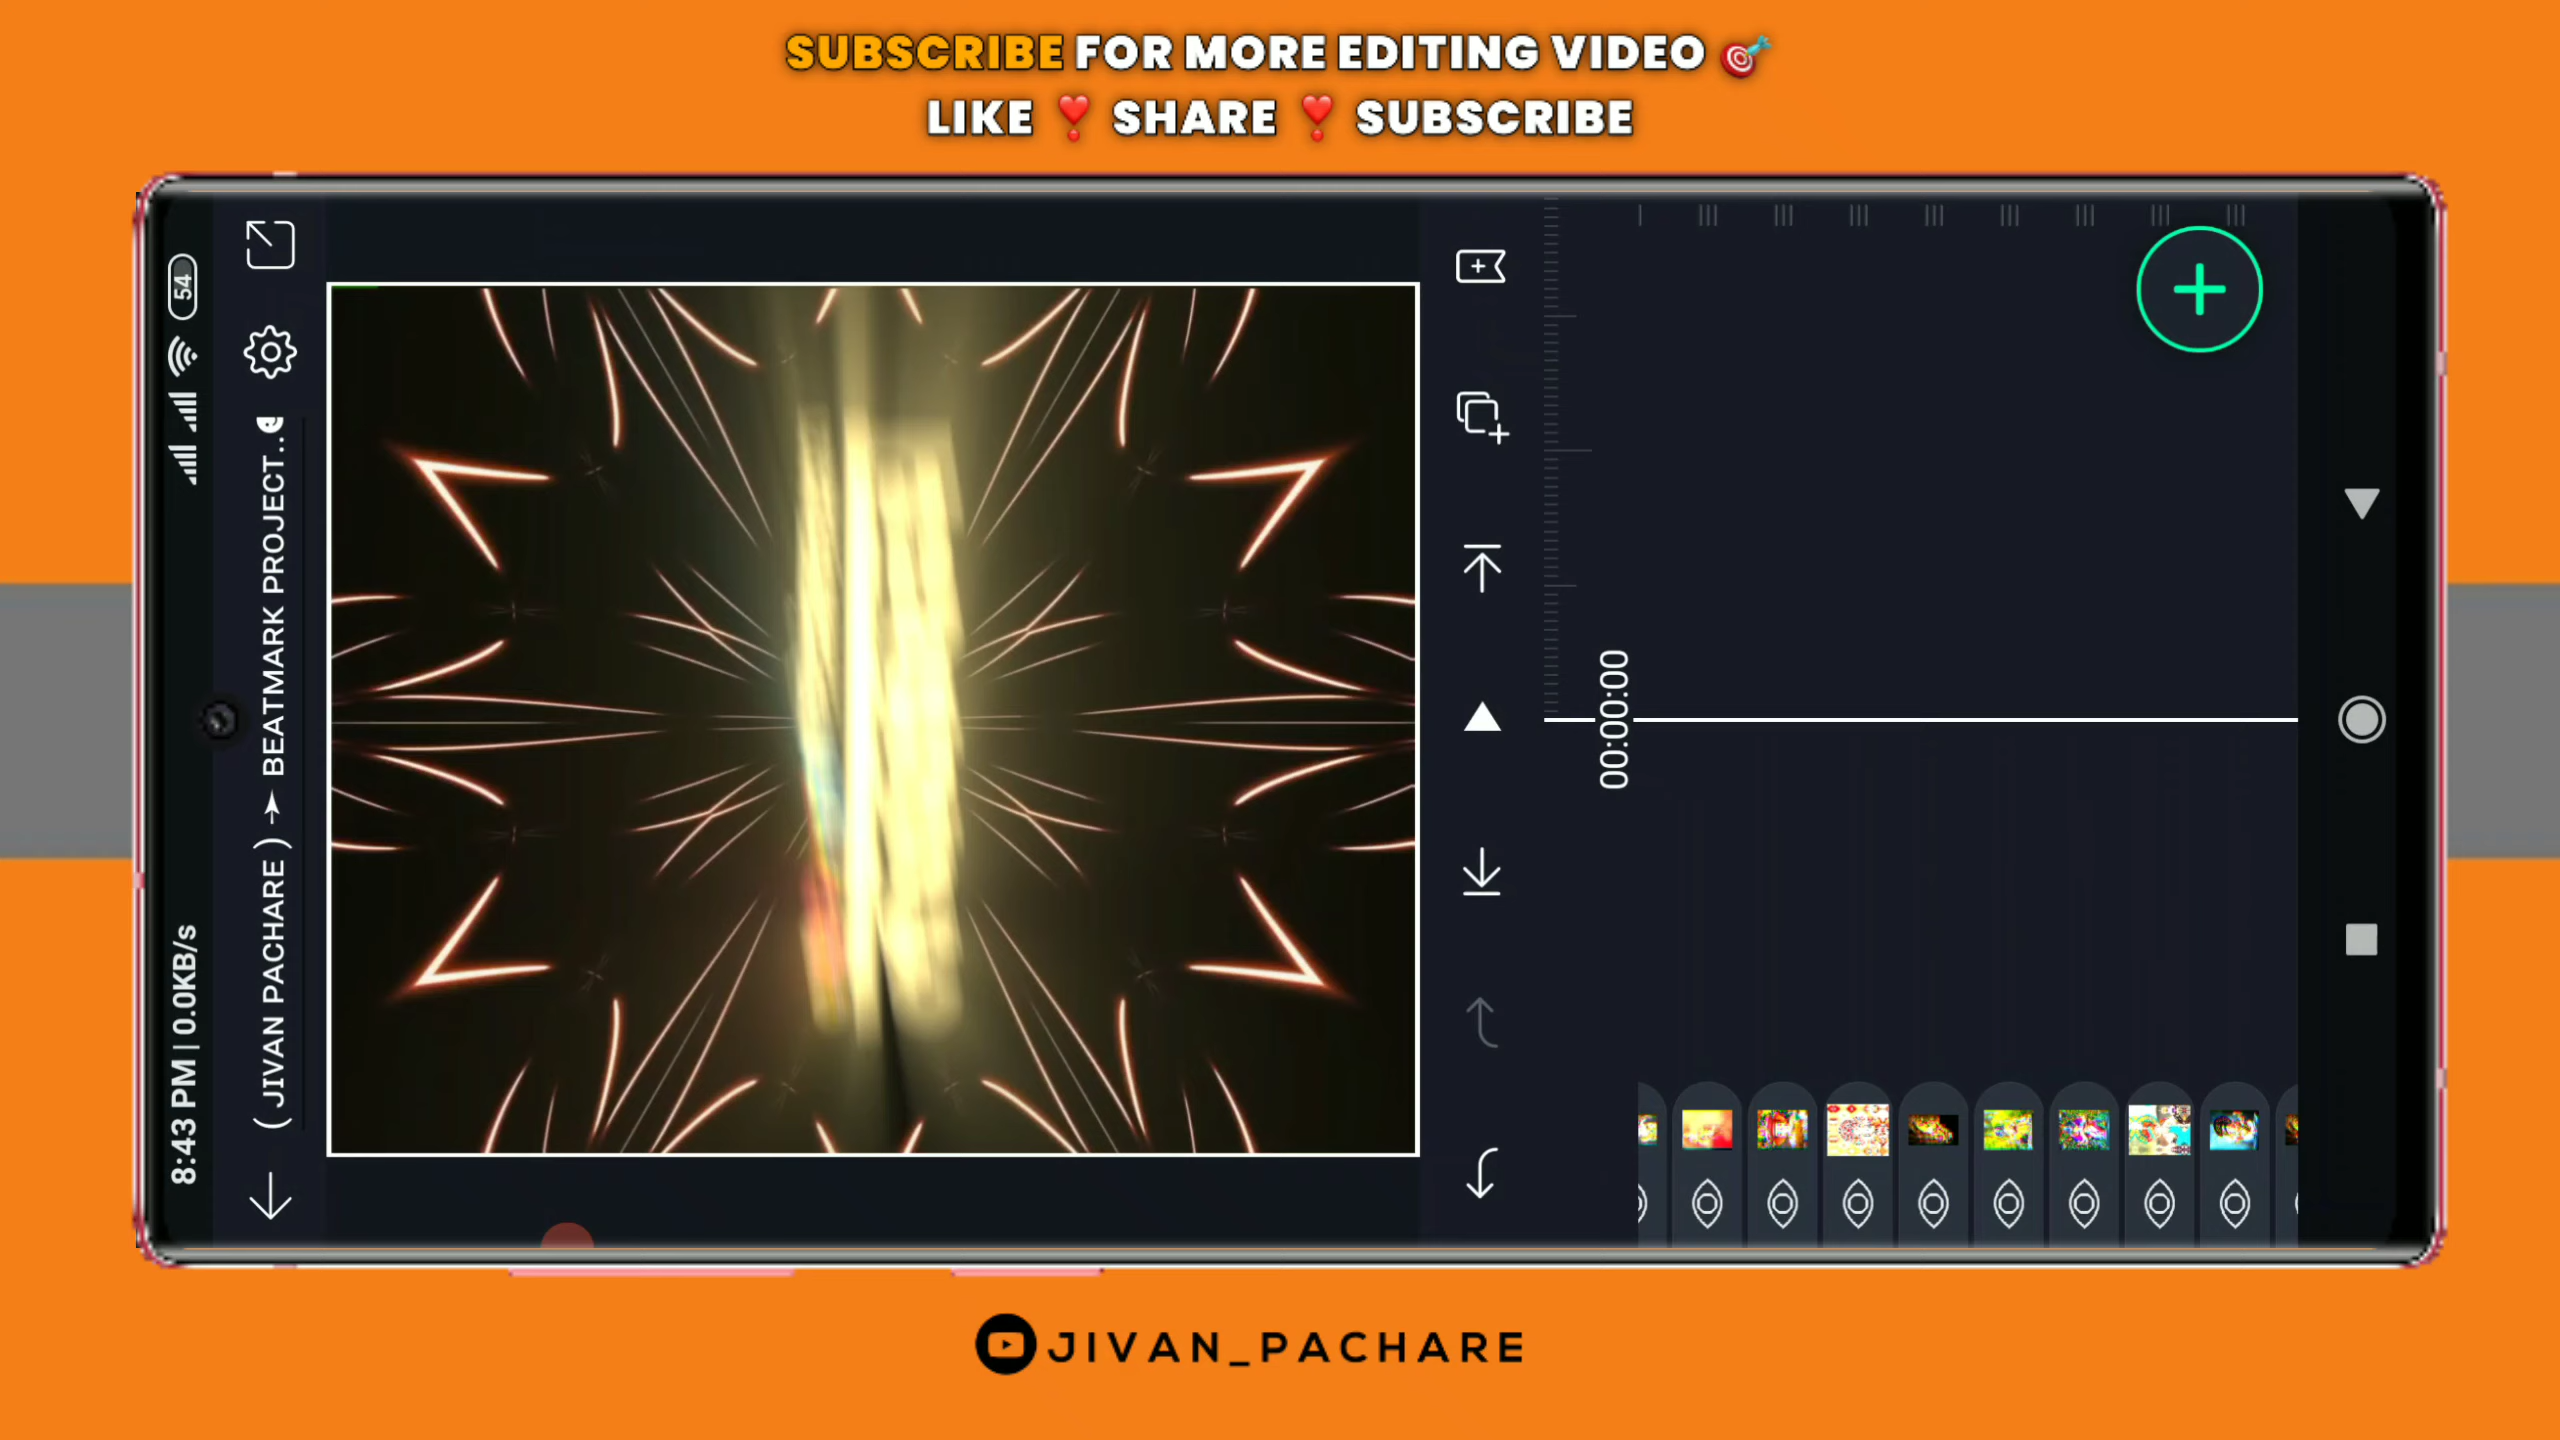 SUBSCRIBE FOR MORE EDITING VIDEO
LIKE SHARE SUBSCRIBE
8:43 PM | 0.0KB/s
54
( JIVAN PACHARE ) ➛ BEATMARK PROJECT..
00:00:00
JIVAN_PACHARE